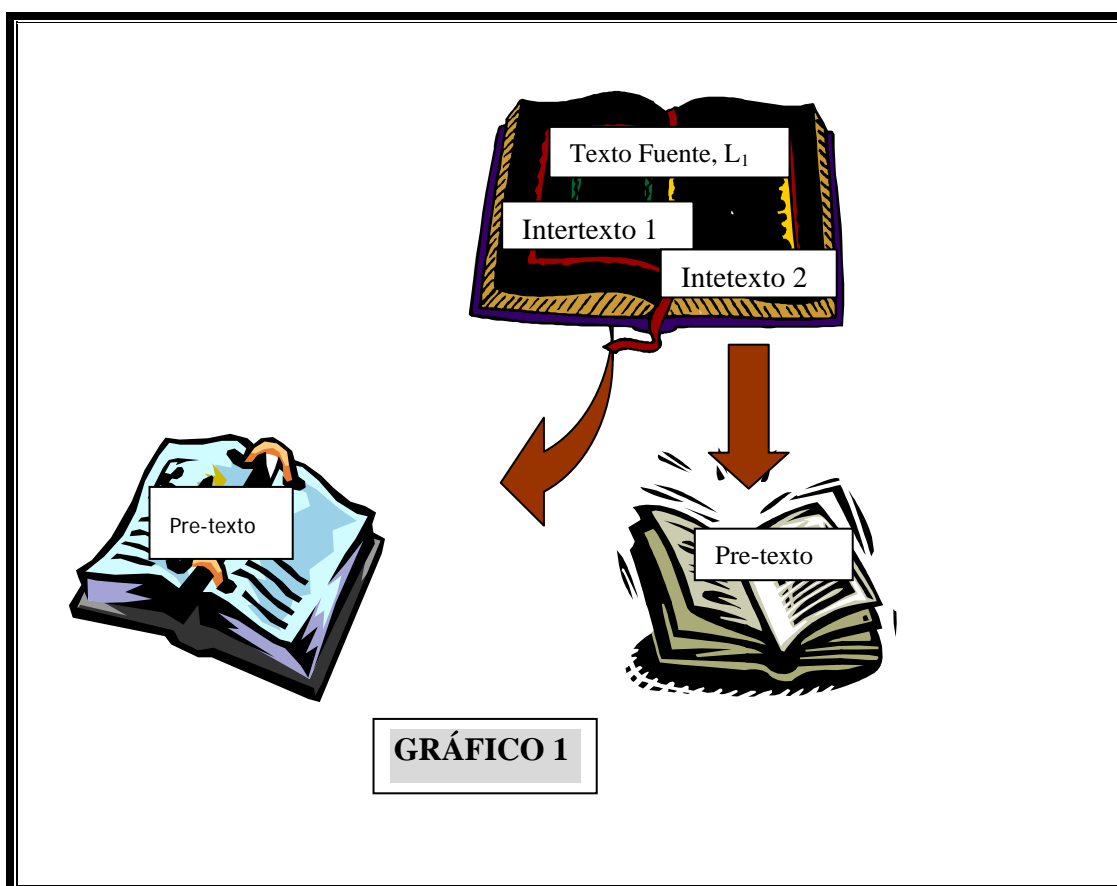 Texto Fuente, L₁
Intertexto 1
Intetexto 2
Pre-texto
Pre-texto
GRÁFICO 1